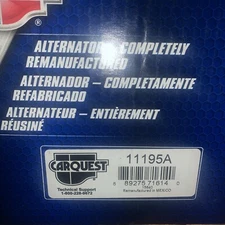 ®
ALTERNATOR – COMPLETELY
REMANUFACTURED
ALTERNADOR – COMPLETAMENTE
REFABRICADO
ALTERNATEUR – ENTIÈREMENT
RÉUSINÉ
CARQUEST
11195A
Technical Support
Remanufactured in MEXICO